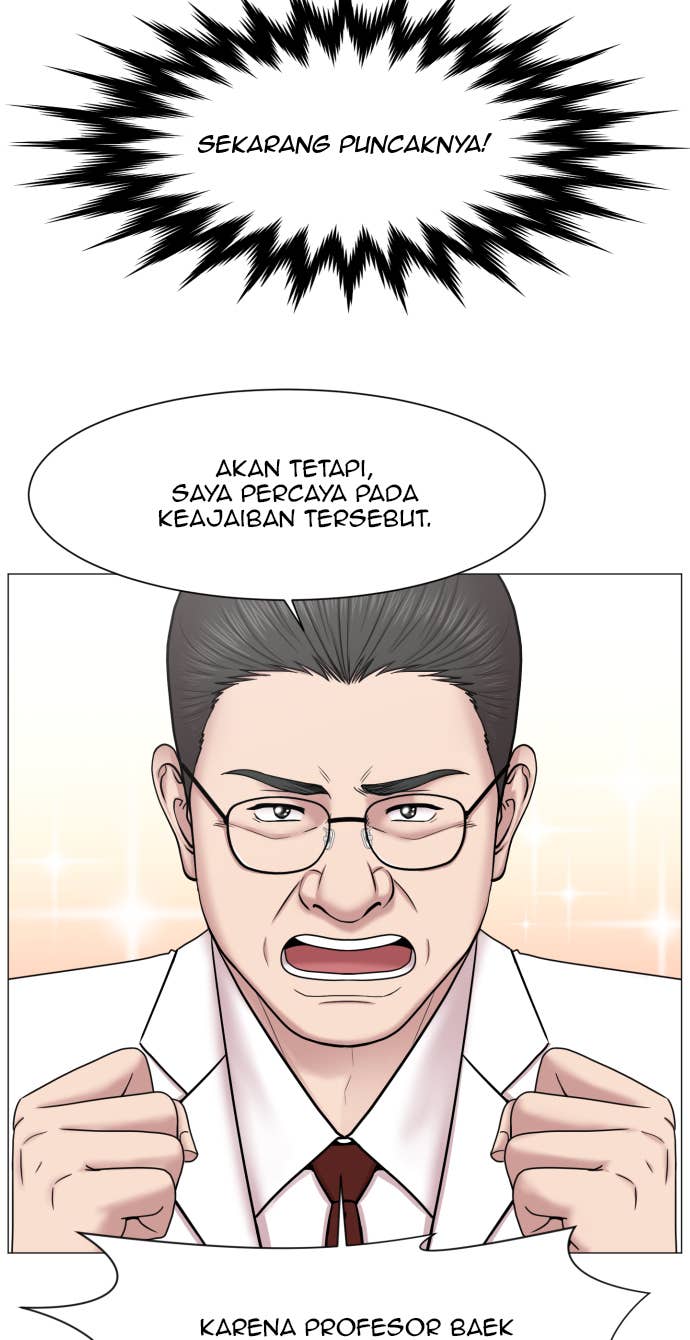 SEKARANG PUNCAKNYA!
AKAN TETAPI,
SAYA PERCAYA PADA
KEAJAIBAN TERSEBUT.
KARENA PROFESOR BAEK